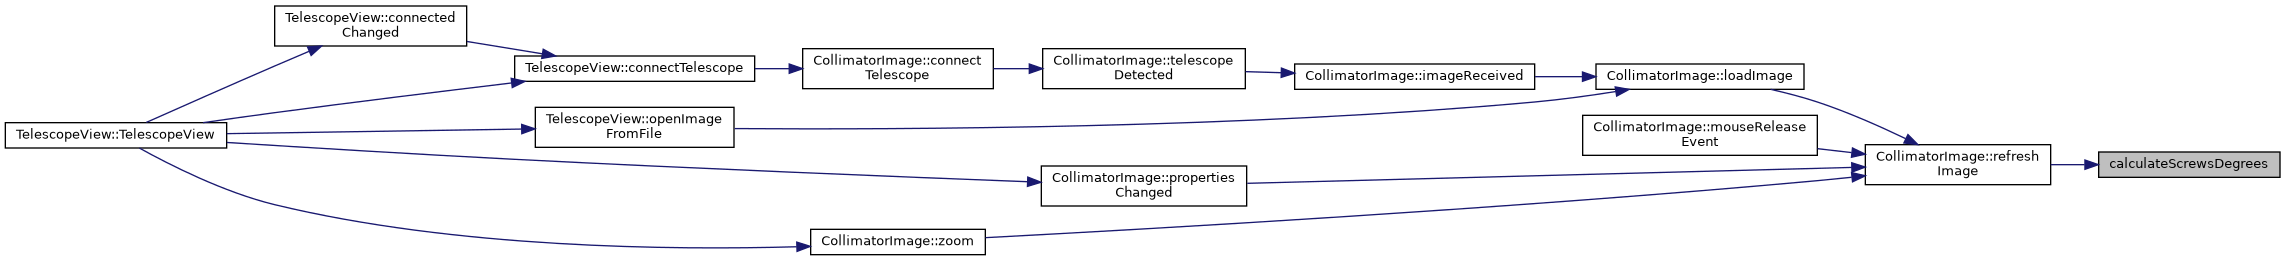 TelescopeView::connected
Changed
TelescopeView::connectTelescope
CollimatorImage::connect
Telescope
CollimatorImage::telescope
Detected
CollimatorImage::imageReceived
CollimatorImage::loadImage
TelescopeView::TelescopeView
TelescopeView::openImage
FromFile
CollimatorImage::mouseRelease
Event
CollimatorImage::refresh
Image
calculateScrewsDegrees
CollimatorImage::properties
Changed
CollimatorImage::zoom